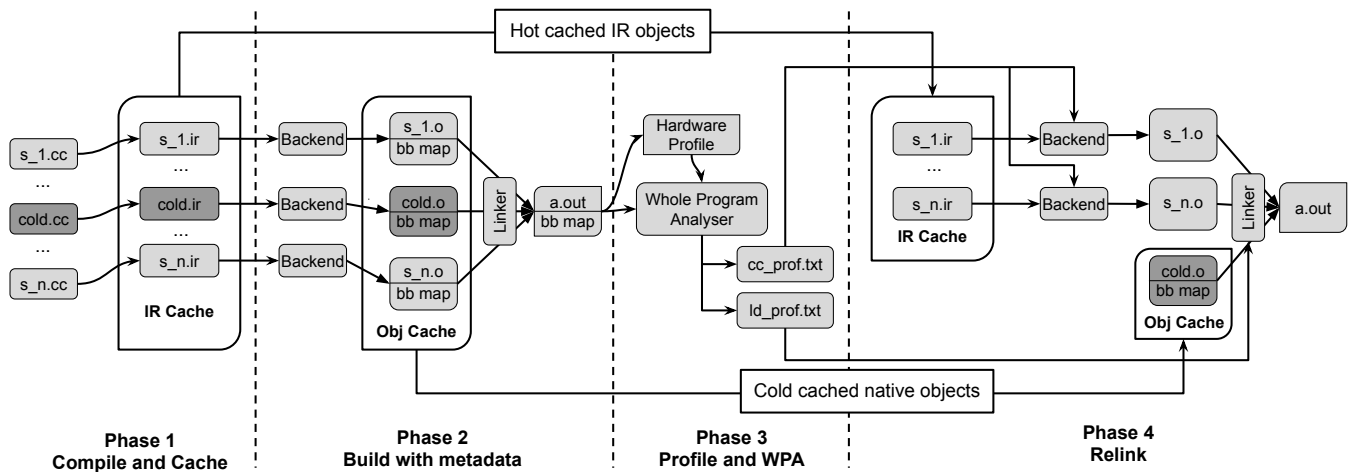 Hot cached IR objects
s_1.cc
...
cold.cc
...
s_n.cc
s_1.ir
...
cold.ir
...
s_n.ir
IR Cache
Backend
Backend
Backend
s_1.o
bb map
cold.o
bb map
s_n.o
bb map
Obj Cache
Linker
a.out
bb map
Hardware
Profile
Whole Program
Analyser
cc_prof.txt
ld_prof.txt
s_1.ir
...
s_n.ir
IR Cache
Backend
Backend
s_1.o
s_n.o
cold.o
bb map
Obj Cache
Linker
a.out
Cold cached native objects
Phase 1
Compile and Cache
Phase 2
Build with metadata
Phase 3
Profile and WPA
Phase 4
Relink